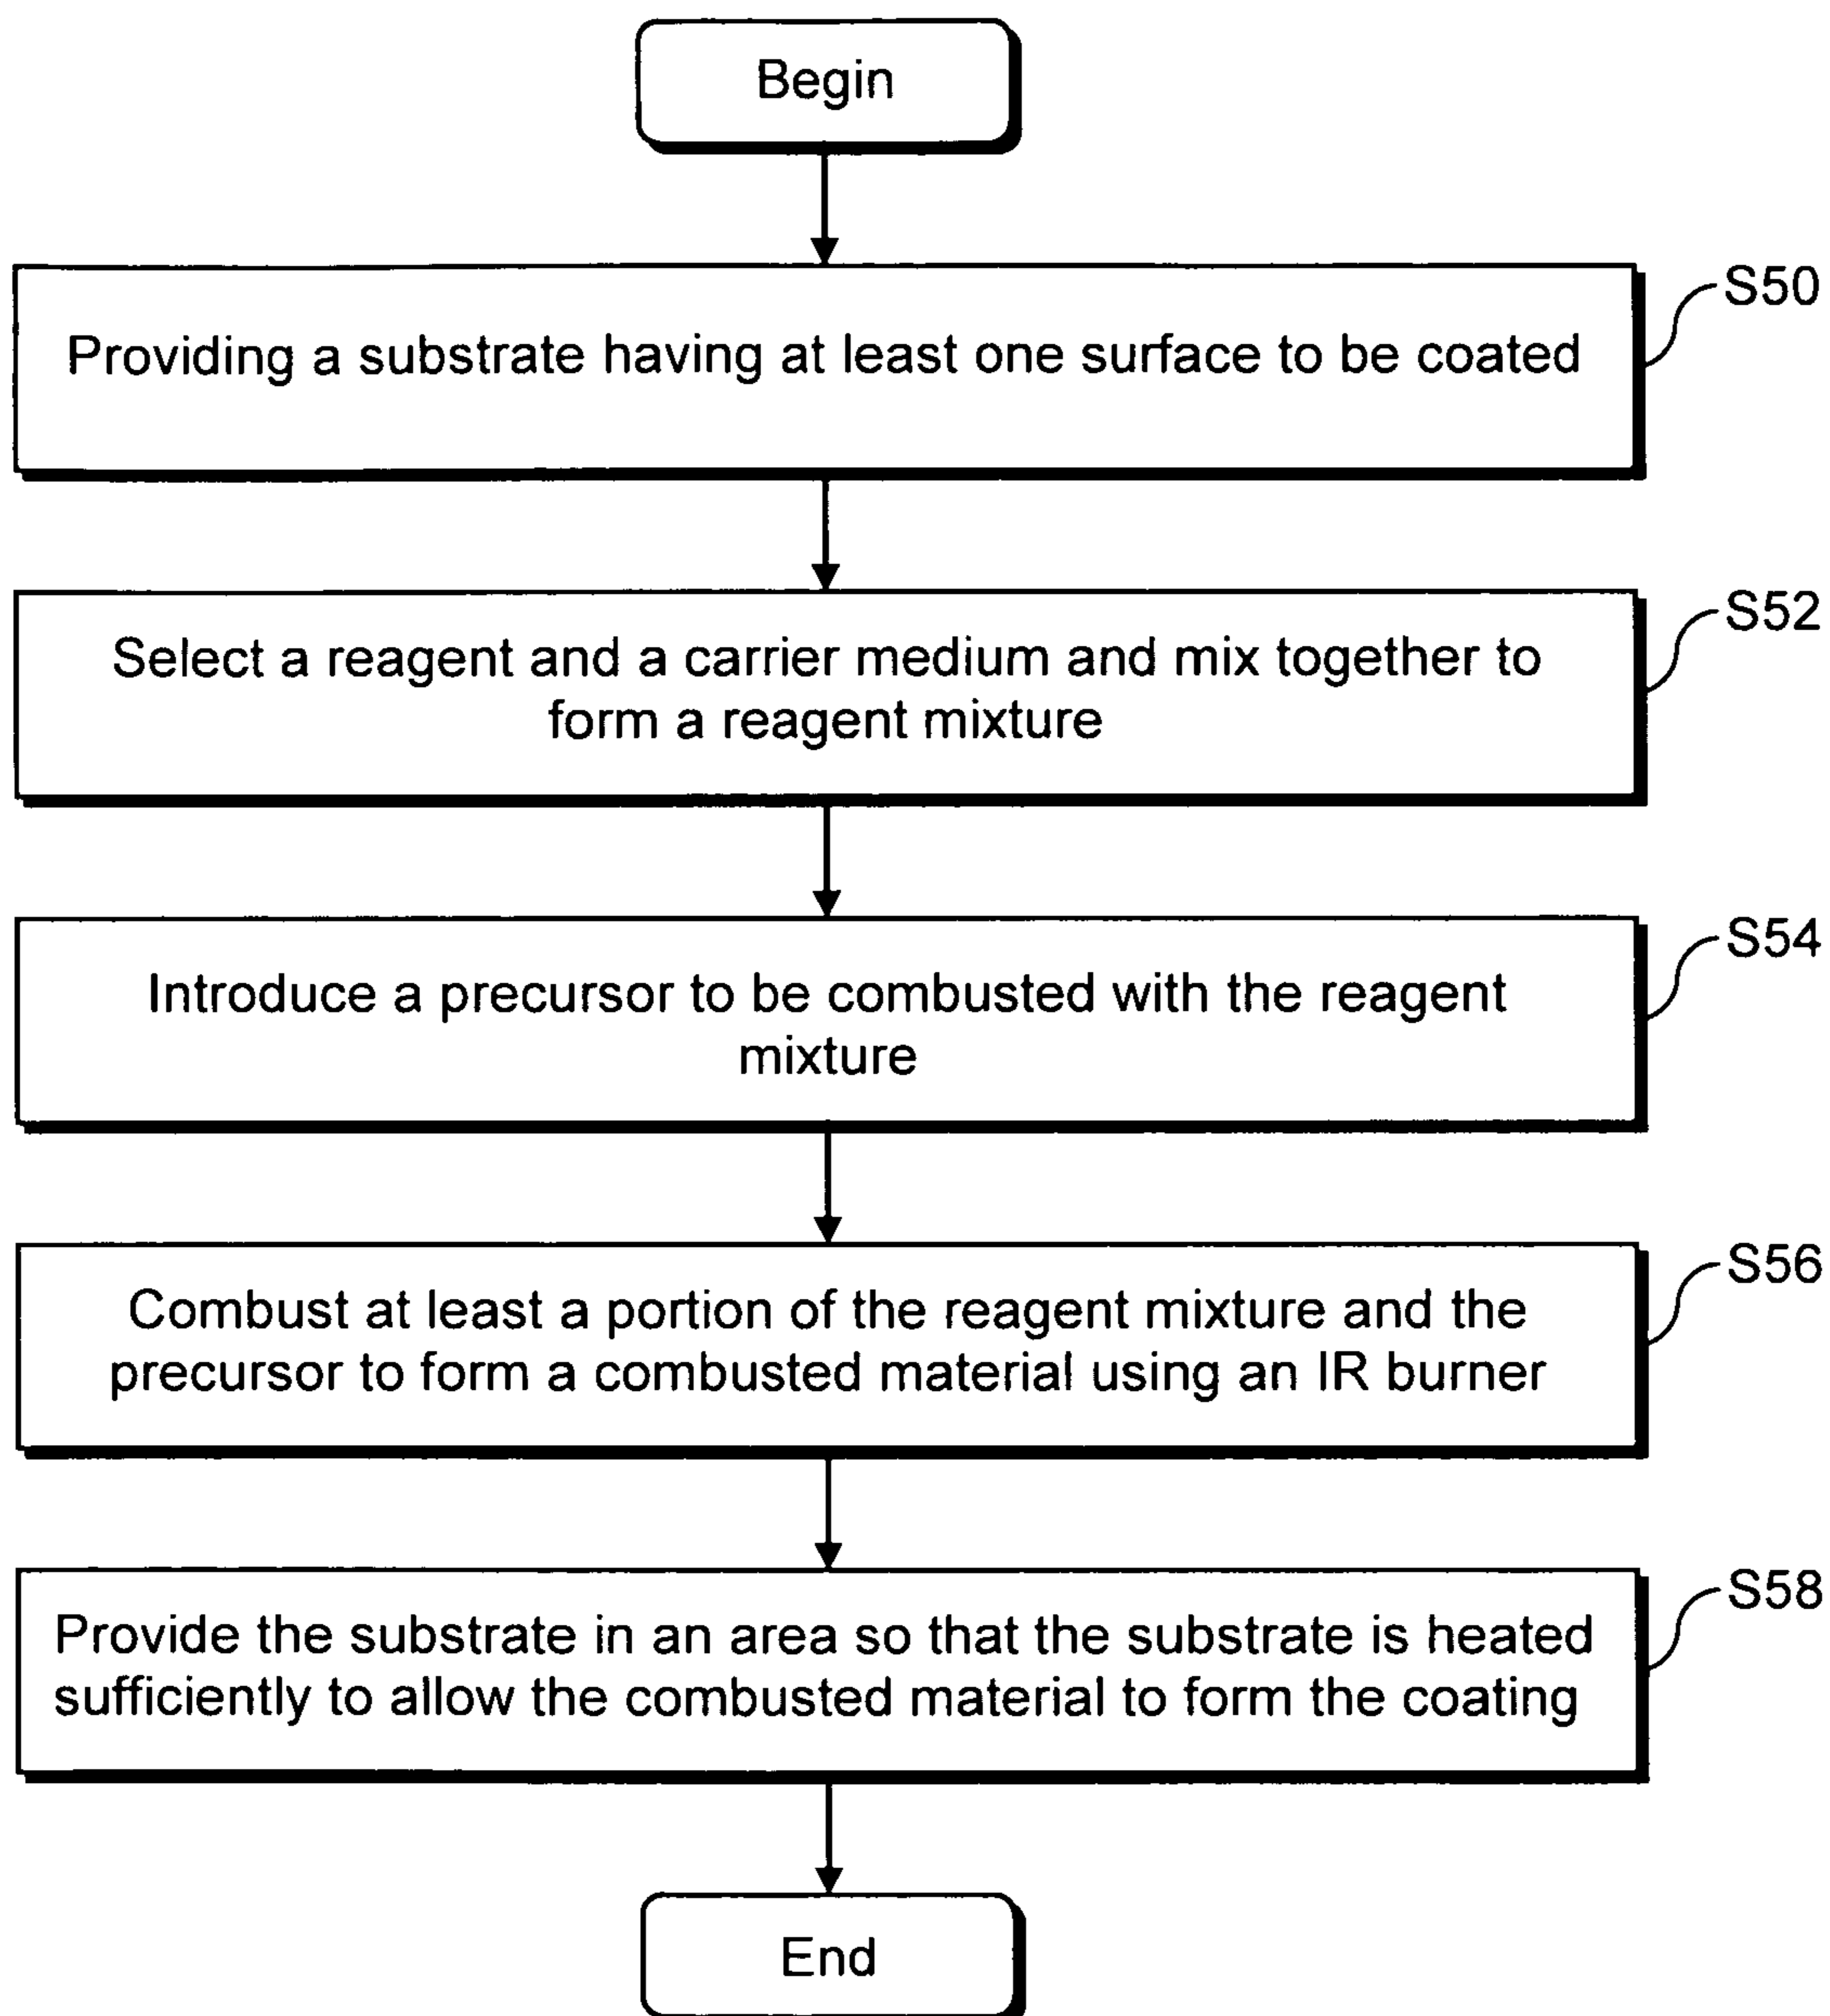 Begin
S50
Providing a substrate having at least one surface to be coated
S52
Select a reagent and a carrier medium and mix together to
form a reagent mixture
S54
Introduce a precursor to be combusted with the reagent
mixture
S56
Combust at least a portion of the reagent mixture and the
precursor to form a combusted material using an IR burner
S58
Provide the substrate in an area so that the substrate is heated
sufficiently to allow the combusted material to form the coating
End